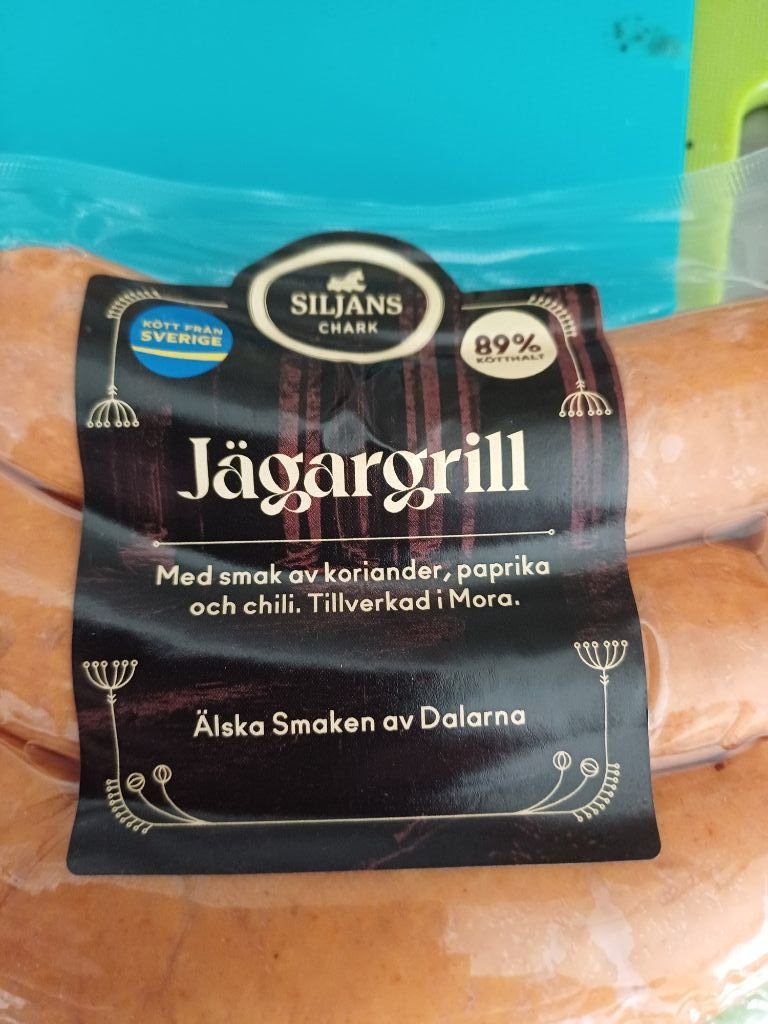 SILJANS
CHARK
KÖTT FRÅN
SVERIGE
89%
KÖTTHALT
Jägargrill
Med smak av koriander, paprika
och chili. Tillverkad i Mora.
Älska Smaken av Dalarna